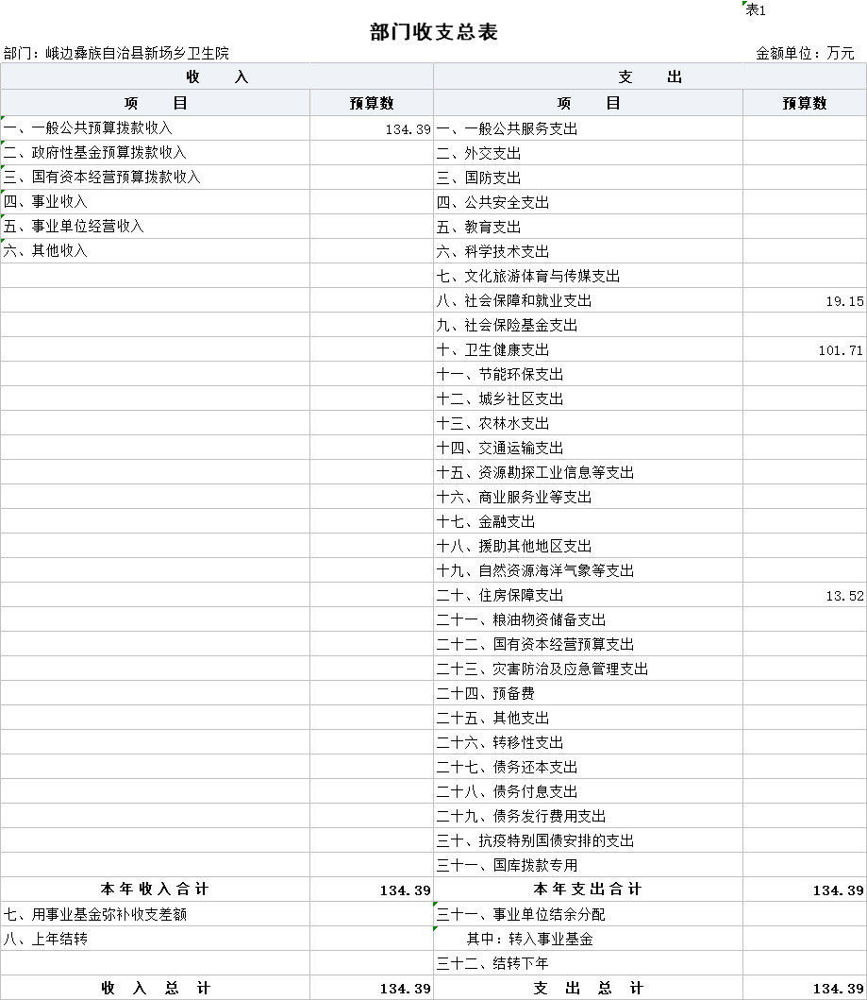 表1
部门收支总表
部门：峨边彝族自治县新场乡卫生院 金额单位：万元
收 入 支 出
项 目 预算数 项 目 预算数
一、一般公共预算拨款收入 134.39 一、一般公共服务支出
二、政府性基金预算拨款收入 二、外交支出
三、国有资本经营预算拨款收入 三、国防支出
四、事业收入 四、公共安全支出
五、事业单位经营收入 五、教育支出
六、其他收入 六、科学技术支出
七、文化旅游体育与传媒支出
八、社会保障和就业支出 19.15
九、社会保险基金支出
十、卫生健康支出 101.71
十一、节能环保支出
十二、城乡社区支出
十三、农林水支出
十四、交通运输支出
十五、资源勘探工业信息等支出
十六、商业服务业等支出
十七、金融支出
十八、援助其他地区支出
十九、自然资源海洋气象等支出
二十、住房保障支出 13.52
二十一、粮油物资储备支出
二十二、国有资本经营预算支出
二十三、灾害防治及应急管理支出
二十四、预备费
二十五、其他支出
二十六、转移性支出
二十七、债务还本支出
二十八、债务付息支出
二十九、债务发行费用支出
三十、抗疫特别国债安排的支出
三十一、国库拨款专用
本 年 收 入 合 计 134.39 本 年 支 出 合 计 134.39
七、用事业基金弥补收支差额 三十一、事业单位结余分配
八、上年结转 其中：转入事业基金
三十二、结转下年
收 入 总 计 134.39 支 出 总 计 134.39